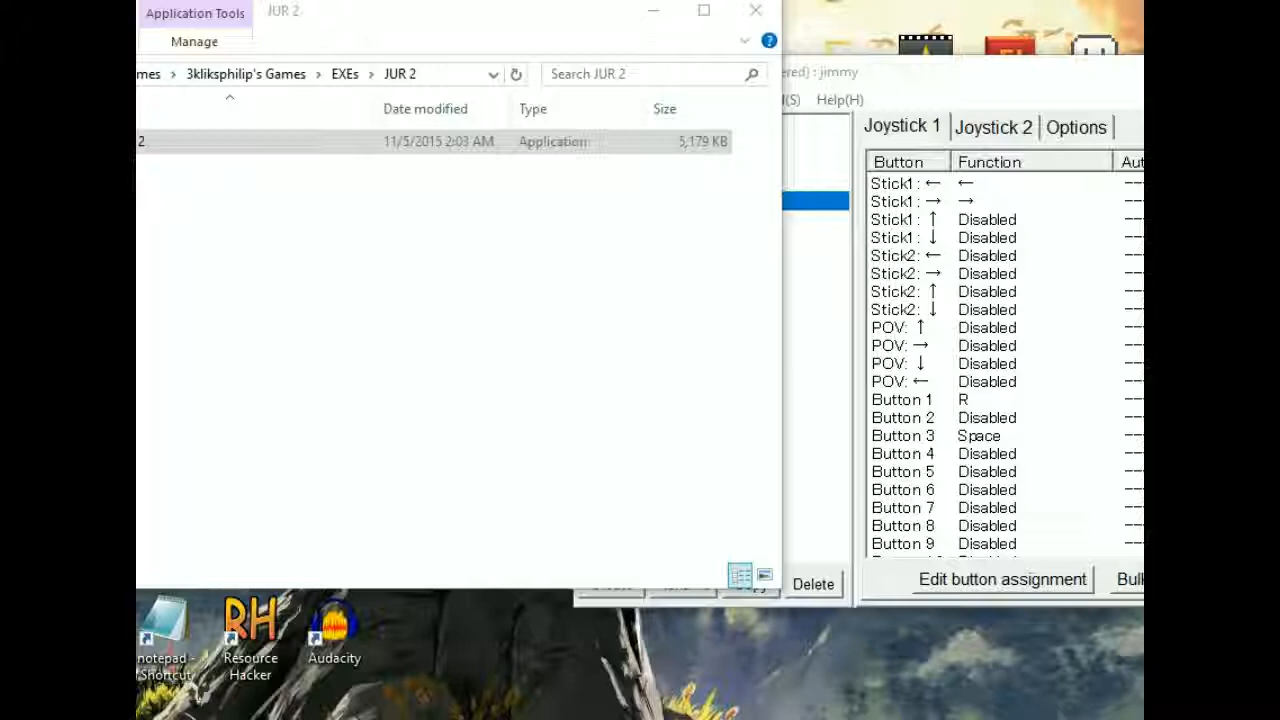 Application Tools
JUR 2
Manage
mes > 3kliksphilip's Games > EXEs > JUR 2
Search JUR 2
Date modified Type Size
2 11/5/2015 2:03 AM Application 5,179 KB
ered) : jimmy
(S) Help(H)
Joystick 1 Joystick 2 Options
Button Function Aut
Stick1: ← ←
Stick1: → →
Stick1: ↑ Disabled
Stick1: ↓ Disabled
Stick2: ← Disabled
Stick2: → Disabled
Stick2: ↑ Disabled
Stick2: ↓ Disabled
POV: ↑ Disabled
POV: → Disabled
POV: ↓ Disabled
POV: ← Disabled
Button 1 R
Button 2 Disabled
Button 3 Space
Button 4 Disabled
Button 5 Disabled
Button 6 Disabled
Button 7 Disabled
Button 8 Disabled
Button 9 Disabled
Delete
Edit button assignment
Bulk
notepad -
Shortcut
RH
Resource
Hacker
Audacity